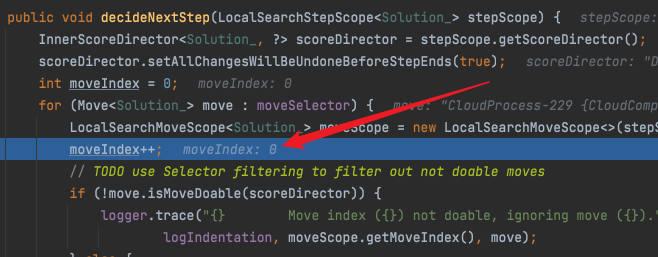 public void decideNextStep(LocalSearchStepScope<Solution_> stepScope) {   stepScope:
InnerScoreDirector<Solution_, ?> scoreDirector = stepScope.getScoreDirector();
scoreDirector.setAllChangesWillBeUndoneBeforeStepEnds(true);   scoreDirector: "D
int moveIndex = 0;   moveIndex: 0
for (Move<Solution_> move : moveSelector) {   move: "CloudProcess-229 {CloudComp
LocalSearchMoveScope<Solution_> moveScope = new LocalSearchMoveScope<>(stepS
moveIndex++;   moveIndex: 0
// TODO use Selector filtering to filter out not doable moves
if (!move.isMoveDoable(scoreDirector)) {
logger.trace("{}        Move index ({}) not doable, ignoring move ({})."
logIndentation, moveScope.getMoveIndex(), move);
} else {